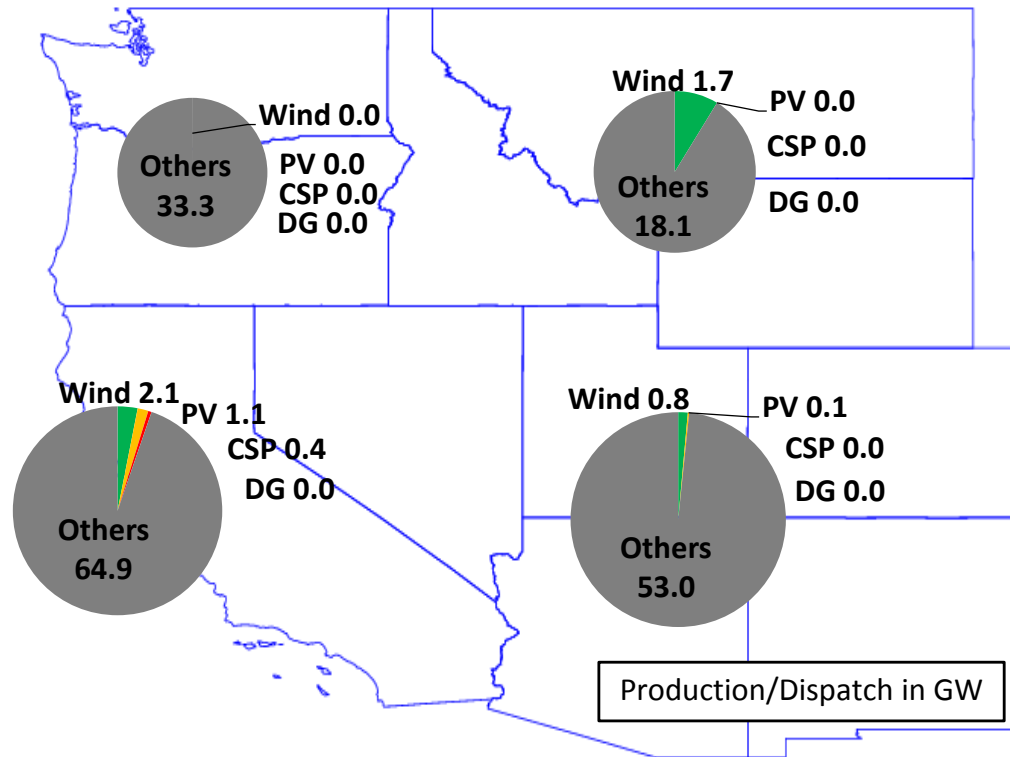 Wind 0.0
Others
33.3
PV 0.0
CSP 0.0
DG 0.0
Wind 1.7
PV 0.0
CSP 0.0
Others
18.1
DG 0.0
Wind 2.1
PV 1.1
CSP 0.4
DG 0.0
Others
64.9
Wind 0.8
PV 0.1
CSP 0.0
DG 0.0
Others
53.0
Production/Dispatch in GW